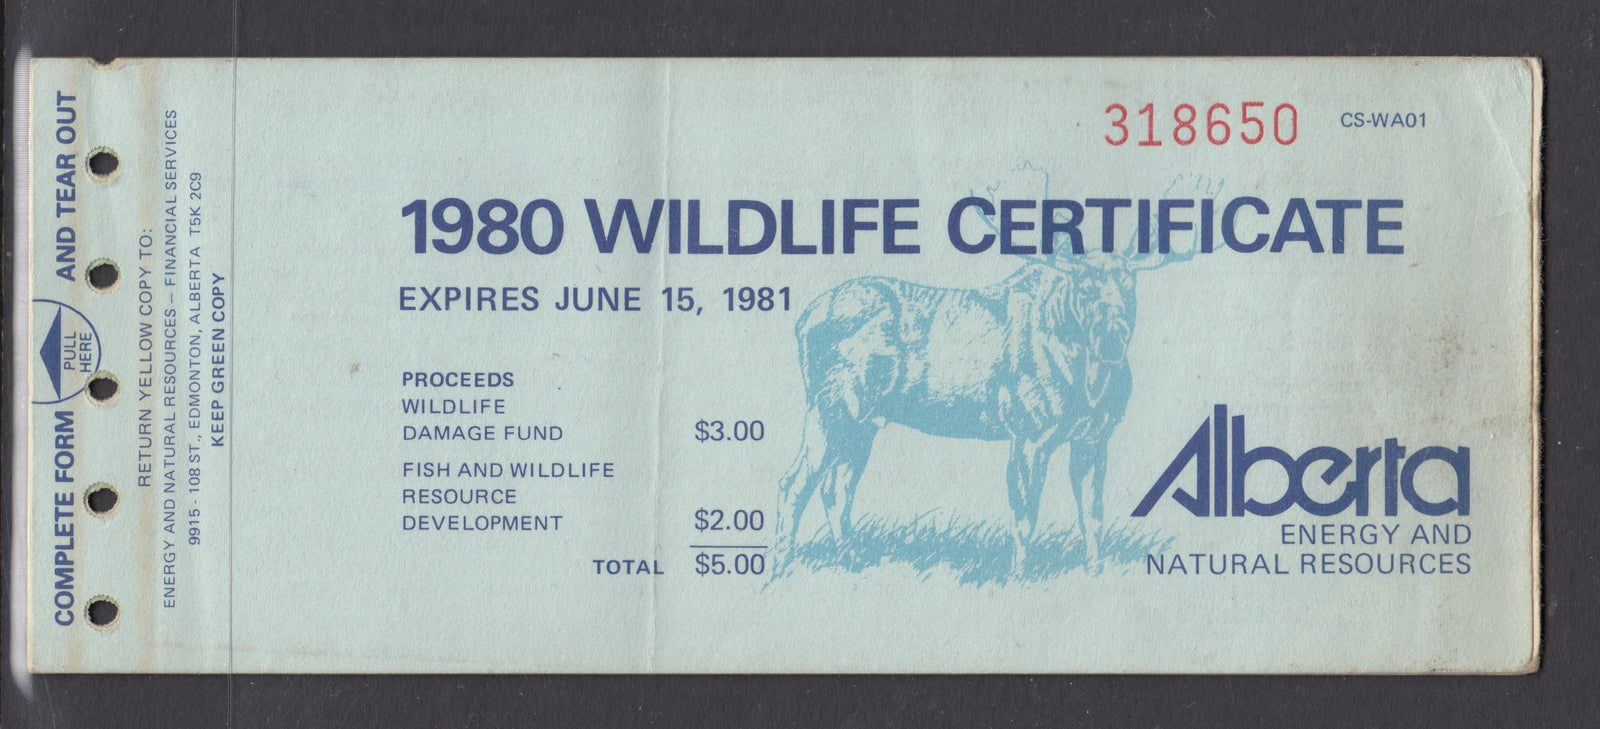 COMPLETE FORM AND TEAR OUT
PULL
HERE
RETURN YELLOW COPY TO:
ENERGY AND NATURAL RESOURCES – FINANCIAL SERVICES
9915 - 108 ST., EDMONTON, ALBERTA T5K 2C9
KEEP GREEN COPY
318650 CS-WA01
1980 WILDLIFE CERTIFICATE
EXPIRES JUNE 15, 1981
PROCEEDS
WILDLIFE
DAMAGE FUND $3.00
FISH AND WILDLIFE
RESOURCE
DEVELOPMENT $2.00
TOTAL $5.00
Alberta
ENERGY AND
NATURAL RESOURCES